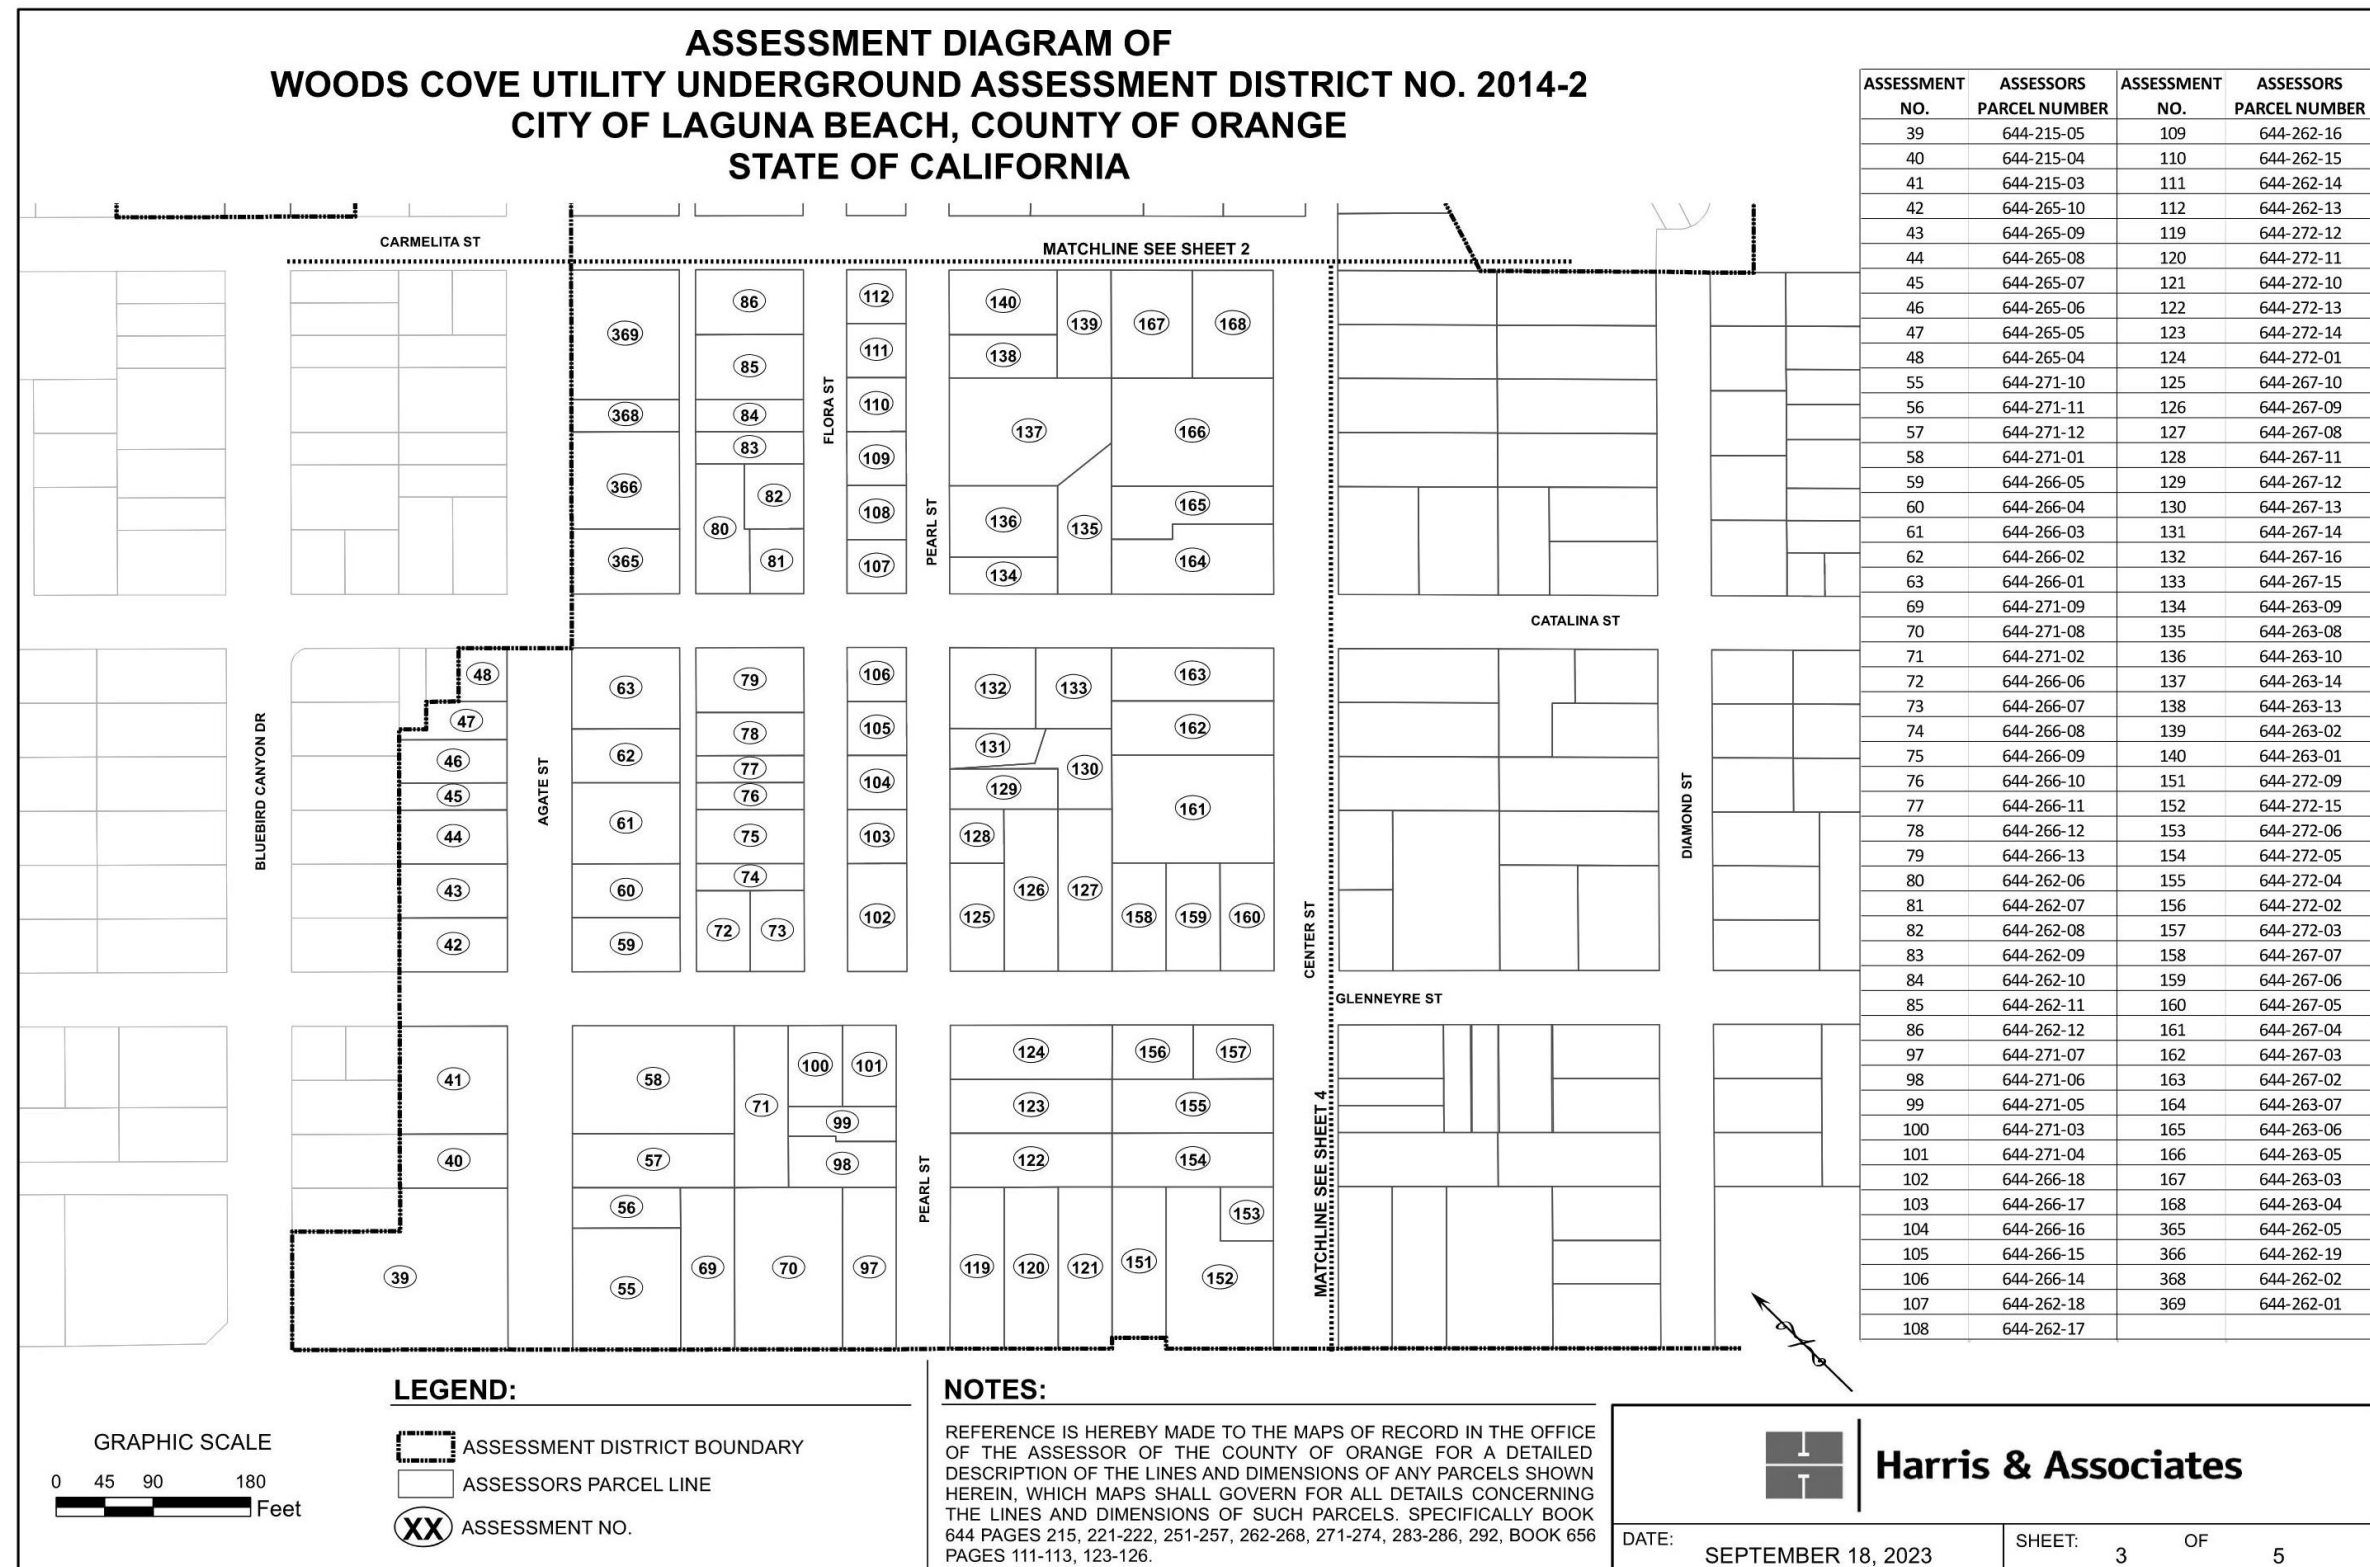 ASSESSMENT DIAGRAM OF
WOODS COVE UTILITY UNDERGROUND ASSESSMENT DISTRICT NO. 2014-2
CITY OF LAGUNA BEACH, COUNTY OF ORANGE
STATE OF CALIFORNIA
CARMELITA ST
MATCHLINE SEE SHEET 2
86 112 140
369 139 167 168
111 138
85
FLORA ST
368 84 110
137 166
83 109
366 82
108 165
80 136 135
PEARL ST
365 81 107 164
134
CATALINA ST
48 63 79 106 132 133 163
47 78 105 162
131
46 62 77 104 130
129
45 76
BLUEBIRD CANYON DR
AGATE ST
DIAMOND ST
61 161
44 75 103 128
74
43 60 126 127
102 125 158 159 160
72 73
42 59
CENTER ST
GLENNEYRE ST
124 156 157
100 101
41 58
71 123 155
99
40 57 98 122 154
PEARL ST
MATCHLINE SEE SHEET 4
56 153
69 70 97 119 120 121 151
39 152
55
ASSESSMENT NO. ASSESSORS PARCEL NUMBER ASSESSMENT NO. ASSESSORS PARCEL NUMBER
39 644-215-05 109 644-262-16
40 644-215-04 110 644-262-15
41 644-215-03 111 644-262-14
42 644-265-10 112 644-262-13
43 644-265-09 119 644-272-12
44 644-265-08 120 644-272-11
45 644-265-07 121 644-272-10
46 644-265-06 122 644-272-13
47 644-265-05 123 644-272-14
48 644-265-04 124 644-272-01
55 644-271-10 125 644-267-10
56 644-271-11 126 644-267-09
57 644-271-12 127 644-267-08
58 644-271-01 128 644-267-11
59 644-266-05 129 644-267-12
60 644-266-04 130 644-267-13
61 644-266-03 131 644-267-14
62 644-266-02 132 644-267-16
63 644-266-01 133 644-267-15
69 644-271-09 134 644-263-09
70 644-271-08 135 644-263-08
71 644-271-02 136 644-263-10
72 644-266-06 137 644-263-14
73 644-266-07 138 644-263-13
74 644-266-08 139 644-263-02
75 644-266-09 140 644-263-01
76 644-266-10 151 644-272-09
77 644-266-11 152 644-272-15
78 644-266-12 153 644-272-06
79 644-266-13 154 644-272-05
80 644-262-06 155 644-272-04
81 644-262-07 156 644-272-02
82 644-262-08 157 644-272-03
83 644-262-09 158 644-267-07
84 644-262-10 159 644-267-06
85 644-262-11 160 644-267-05
86 644-262-12 161 644-267-04
97 644-271-07 162 644-267-03
98 644-271-06 163 644-267-02
99 644-271-05 164 644-263-07
100 644-271-03 165 644-263-06
101 644-271-04 166 644-263-05
102 644-266-18 167 644-263-03
103 644-266-17 168 644-263-04
104 644-266-16 365 644-262-05
105 644-266-15 366 644-262-19
106 644-266-14 368 644-262-02
107 644-262-18 369 644-262-01
108 644-262-17
GRAPHIC SCALE
0 45 90 180
Feet
LEGEND:
ASSESSMENT DISTRICT BOUNDARY
ASSESSORS PARCEL LINE
XX ASSESSMENT NO.
NOTES:
REFERENCE IS HEREBY MADE TO THE MAPS OF RECORD IN THE OFFICE
OF THE ASSESSOR OF THE COUNTY OF ORANGE FOR A DETAILED
DESCRIPTION OF THE LINES AND DIMENSIONS OF ANY PARCELS SHOWN
HEREIN, WHICH MAPS SHALL GOVERN FOR ALL DETAILS CONCERNING
THE LINES AND DIMENSIONS OF SUCH PARCELS. SPECIFICALLY BOOK
644 PAGES 215, 221-222, 251-257, 262-268, 271-274, 283-286, 292, BOOK 656
PAGES 111-113, 123-126.
Harris & Associates
DATE: SEPTEMBER 18, 2023
SHEET: 3 OF 5